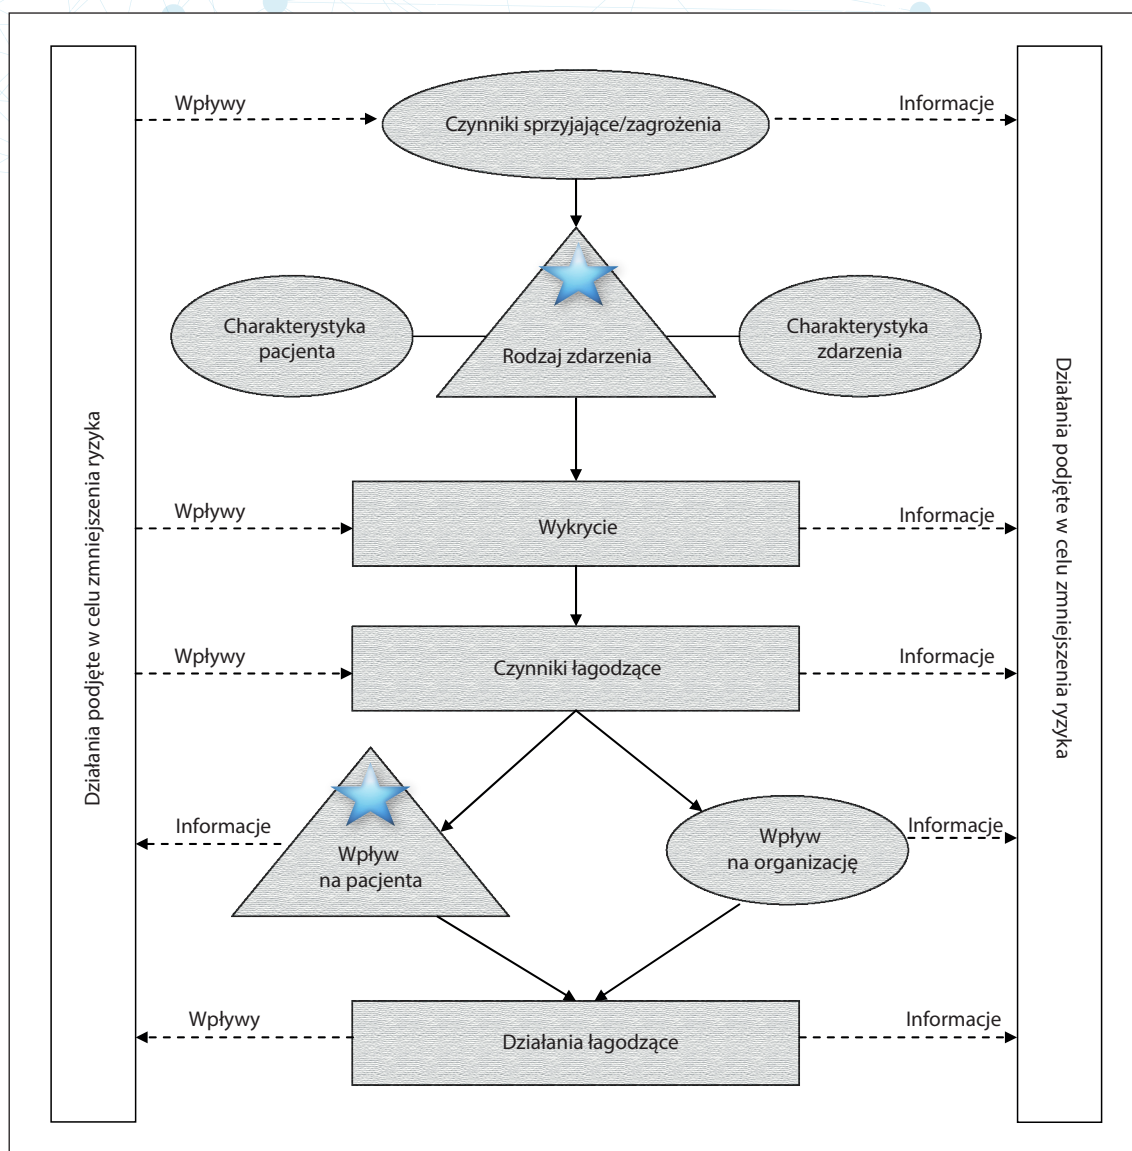 Wpływy
Czynniki sprzyjające/zagrożenia
Informacje
Charakterystyka
pacjenta
Rodzaj zdarzenia
Charakterystyka
zdarzenia
Działania podjęte w celu zmniejszenia ryzyka
Działania podjęte w celu zmniejszenia ryzyka
Wpływy
Wykrycie
Informacje
Wpływy
Czynniki łagodzące
Informacje
Informacje
Wpływ
na pacjenta
Wpływ
na organizację
Informacje
Wpływy
Działania łagodzące
Informacje